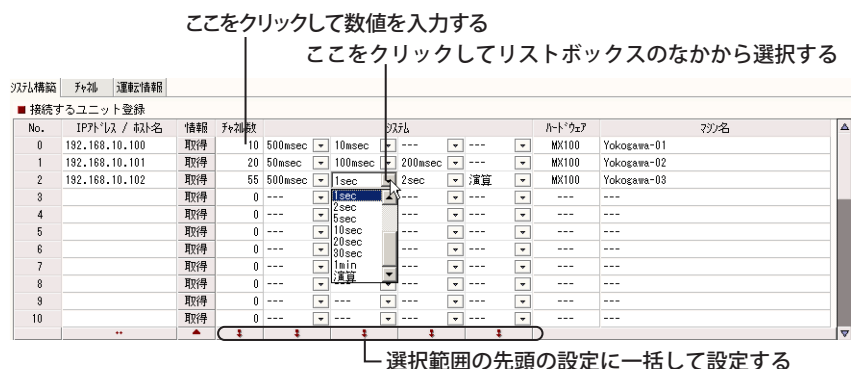 ここをクリックして数値を入力する
ここをクリックしてリストボックスのなかから選択する
ｼｽﾃﾑ構築 ﾁｬﾈﾙ 運転情報
■ 接続するユニット登録
No. IPｱﾄﾞﾚｽ / ﾎｽﾄ名 情報 ﾁｬﾈﾙ数 ｼｽﾃﾑ ﾊｰﾄﾞｳｪｱ ﾏｼﾝ名
0 192.168.10.100 取得 10 500msec 10msec --- --- MX100 Yokogawa-01
1 192.168.10.101 取得 20 50msec 100msec 200msec --- MX100 Yokogawa-02
2 192.168.10.102 取得 55 500msec 1sec 2sec 演算 MX100 Yokogawa-03
3 取得 0 --- 1sec --- --- --- ---
4 取得 0 --- 2sec --- --- --- ---
5sec
5 取得 0 --- 10sec --- --- --- ---
6 取得 0 --- 20sec --- --- --- ---
30sec
7 取得 0 --- 1min --- --- --- ---
8 取得 0 --- 演算 --- --- --- ---
9 取得 0 --- --- --- --- --- ---
10 取得 0 --- --- --- --- --- ---
選択範囲の先頭の設定に一括して設定する